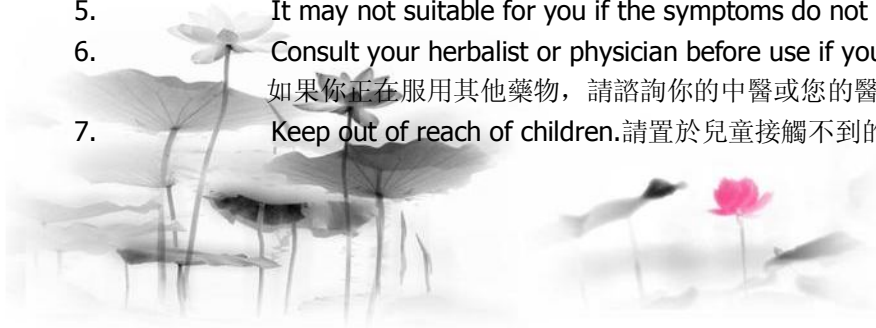 5. It may not suitable for you if the symptoms do not
6. Consult your herbalist or physician before use if you
如果你正在服用其他藥物，請諮詢你的中醫或您的醫
7. Keep out of reach of children.請置於兒童接觸不到的